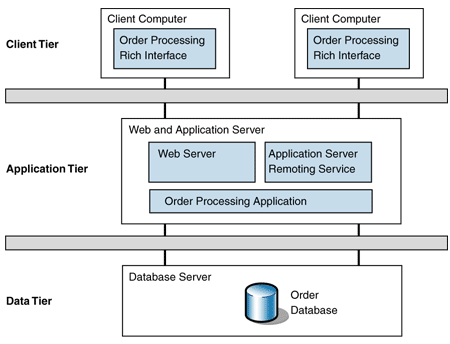 Client Tier
Client Computer
Order Processing
Rich Interface
Client Computer
Order Processing
Rich Interface
Application Tier
Web and Application Server
Web Server
Application Server
Remoting Service
Order Processing Application
Data Tier
Database Server
Order
Database